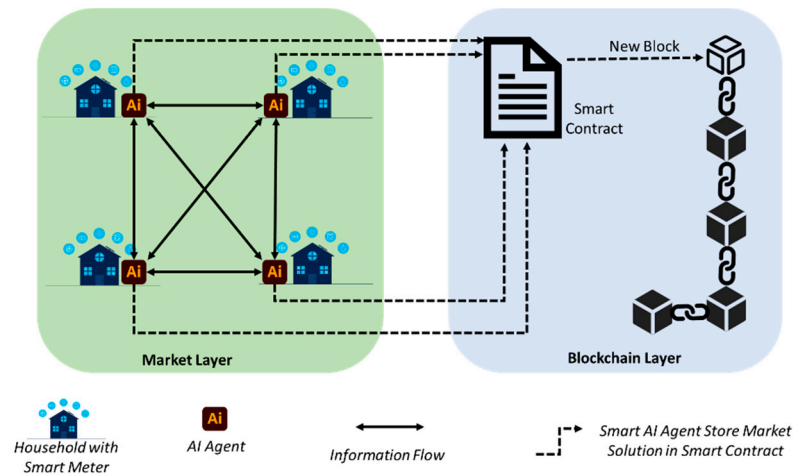 Ai
Ai
New Block
Smart
Contract
Ai
Ai
Market Layer
Blockchain Layer
Ai
Household with
Smart Meter
AI Agent
Information Flow
Smart AI Agent Store Market
Solution in Smart Contract